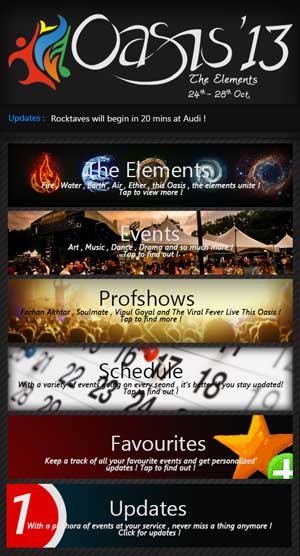 Oasis '13
The Elements
24th - 28th Oct,
Updates : Rocktaves will begin in 20 mins at Audi !
The Elements
Fire , Water , Earth , Air , Ether , this Oasis , the elements unite !
Tap to view more !
Events
Art , Music , Dance , Drama and so much more !
Tap to find out !
Profshows
Farhan Akhtar , Soulmate , Vipul Goyal and The Viral Fever Live This Oasis !
Tap to find more !
Schedule
With a variety of events going on every seond , it's better if you stay updated!
Tap to find out !
Favourites
Keep a track of all your favourite events and get personalized'
updates ! Tap to find out !
1
Updates
With a plethora of events at your service , never miss a thing anymore !
Click for updates !